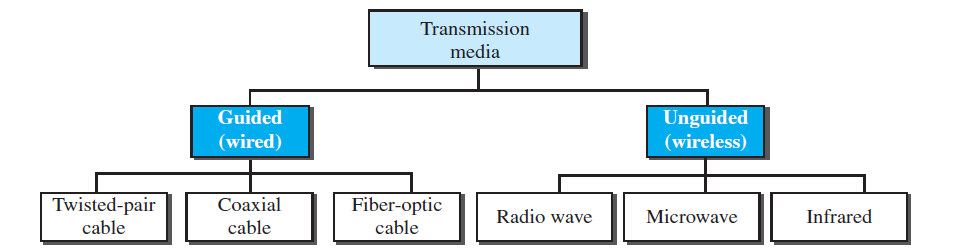 Transmission
media
Guided
(wired)
Unguided
(wireless)
Twisted-pair
cable
Coaxial
cable
Fiber-optic
cable
Radio wave
Microwave
Infrared